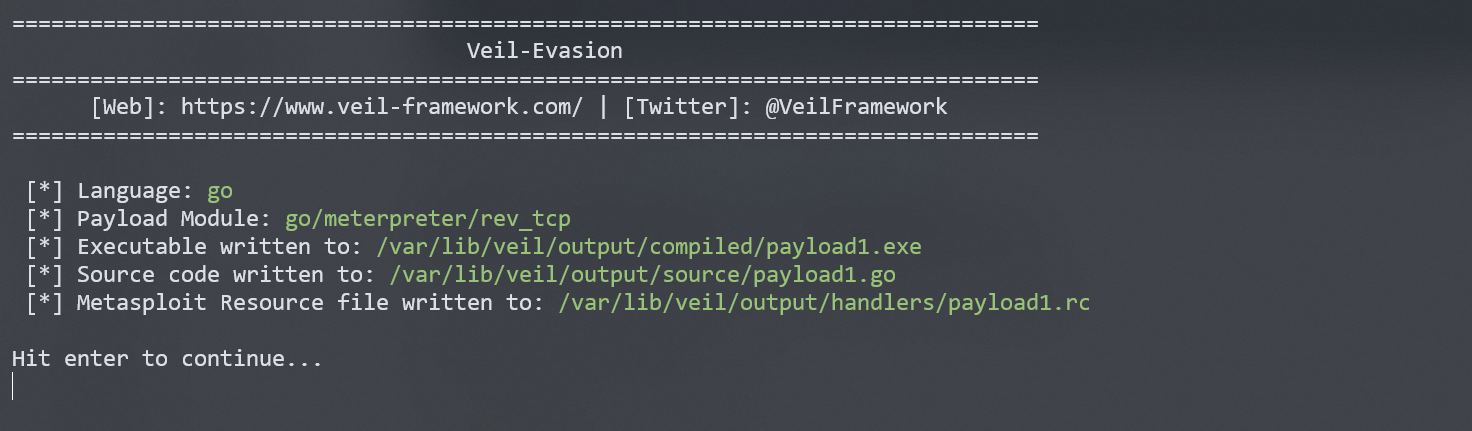 ===============================================================================
Veil-Evasion
===============================================================================
[Web]: https://www.veil-framework.com/ | [Twitter]: @VeilFramework
===============================================================================
[*] Language: go
[*] Payload Module: go/meterpreter/rev_tcp
[*] Executable written to: /var/lib/veil/output/compiled/payload1.exe
[*] Source code written to: /var/lib/veil/output/source/payload1.go
[*] Metasploit Resource file written to: /var/lib/veil/output/handlers/payload1.rc
Hit enter to continue...